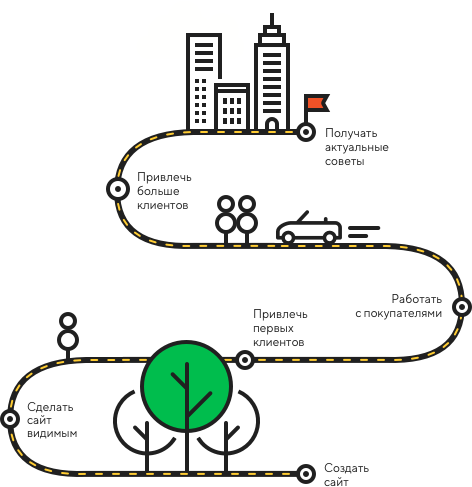 Получать
актуальные
советы
Привлечь
больше
клиентов
Работать
с покупателями
Привлечь
первых
клиентов
Сделать
сайт
видимым
Создать
сайт